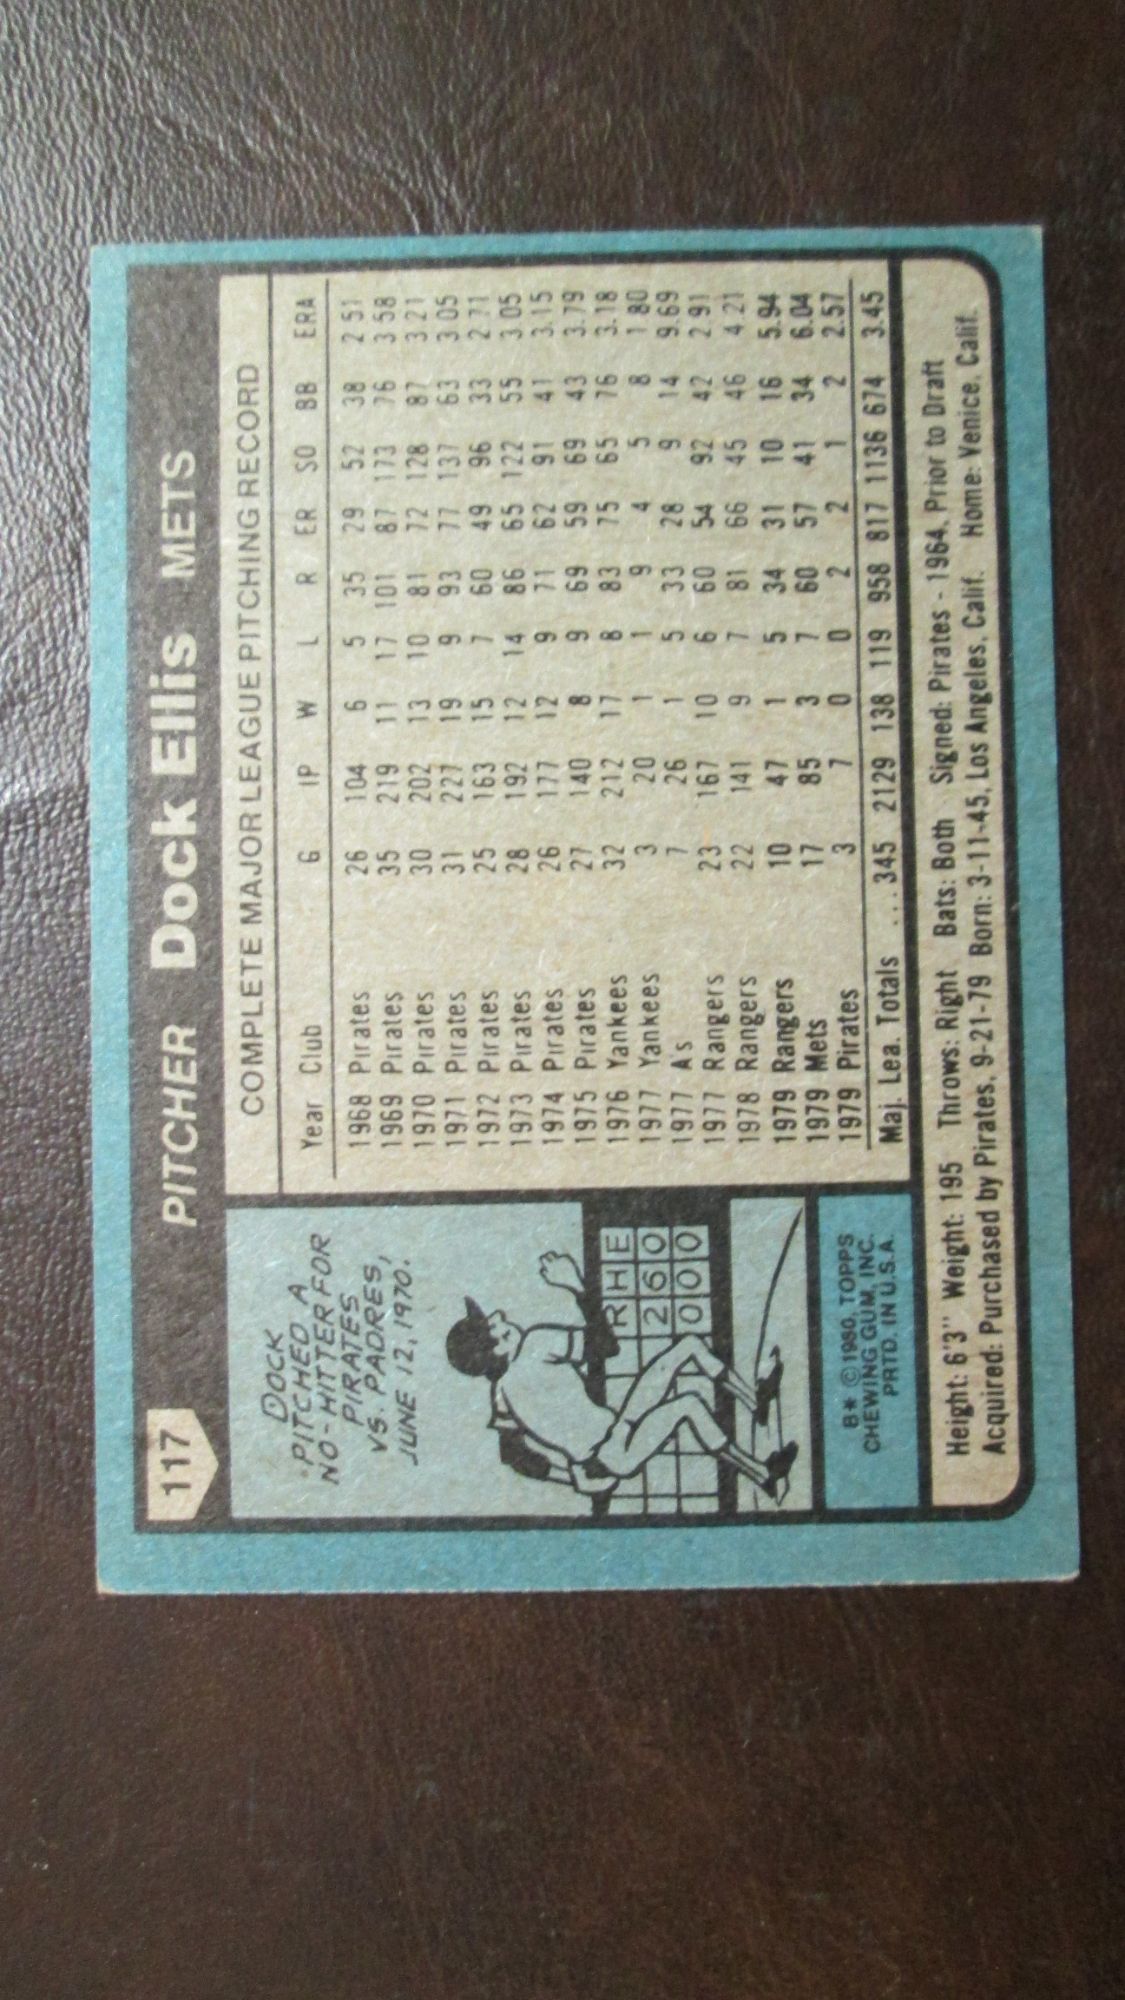 117
PITCHER Dock Ellis METS
DOCK
PITCHED A
NO-HITTER FOR
PIRATES
VS. PADRES,
JUNE 12, 1970.
R H E
2 6 0
0 0 0
B* © 1980, TOPPS
CHEWING GUM, INC.
PRTD. IN U.S.A.
COMPLETE MAJOR LEAGUE PITCHING RECORD
Year Club G IP W L R ER SO BB ERA
1968 Pirates 26 104 6 5 35 29 52 38 2.51
1969 Pirates 35 219 11 17 101 87 173 76 3.58
1970 Pirates 30 202 13 10 81 72 128 87 3.21
1971 Pirates 31 227 19 9 93 77 137 63 3.05
1972 Pirates 25 163 15 7 60 49 96 33 2.71
1973 Pirates 28 192 12 14 86 65 122 55 3.05
1974 Pirates 26 177 12 9 71 62 91 41 3.15
1975 Pirates 27 140 8 9 69 59 69 43 3.79
1976 Yankees 32 212 17 8 83 75 65 76 3.18
1977 Yankees 3 20 1 1 9 4 5 8 1.80
1977 A s 7 26 1 5 33 28 9 14 9.69
1977 Rangers 23 167 10 6 60 54 92 42 2.91
1978 Rangers 22 141 9 7 81 66 45 46 4.21
1979 Rangers 10 47 1 5 34 31 10 16 5.94
1979 Mets 17 85 3 7 60 57 41 34 6.04
1979 Pirates 3 7 0 0 2 2 1 2 2.57
Maj. Lea. Totals .... 345 2129 138 119 958 817 1136 674 3.45
Height: 6'3" Weight: 195 Throws: Right Bats: Both Signed: Pirates - 1964, Prior to Draft
Acquired: Purchased by Pirates, 9-21-79 Born: 3-11-45, Los Angeles, Calif. Home: Venice, Calif.